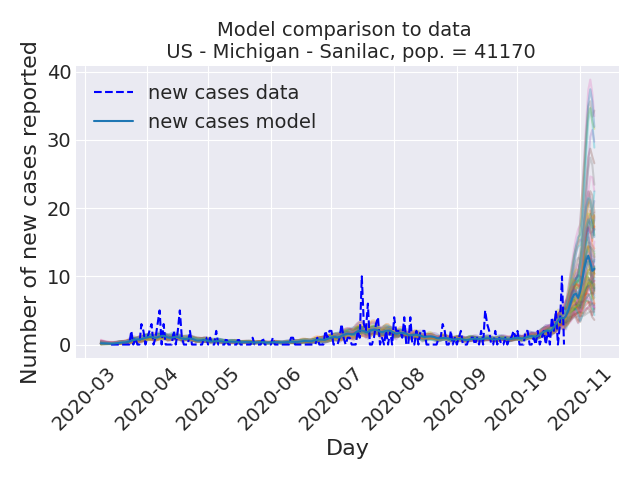 Model comparison to data
US - Michigan - Sanilac, pop. = 41170
Number of new cases reported
40
30
20
10
0
new cases data
new cases model
2020-03
2020-04
2020-05
2020-06
2020-07
2020-08
2020-09
2020-10
2020-11
Day